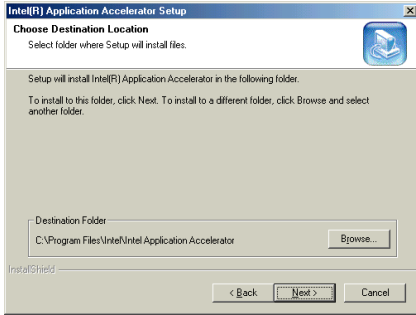 Intel(R) Application Accelerator Setup
Choose Destination Location
Select folder where Setup will install files.
Setup will install Intel(R) Application Accelerator in the following folder.
To install to this folder, click Next. To install to a different folder, click Browse and select
another folder.
Destination Folder
C:\Program Files\Intel\Intel Application Accelerator
Browse...
InstallShield
< Back
Next >
Cancel